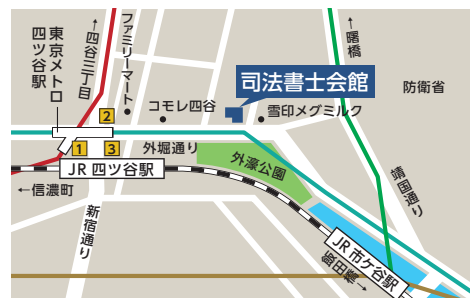 ←四谷三丁目
ファミリーマート
東京メトロ
四ツ谷駅
司法書士会館
←曙橋
防衛省
コモレ四谷
雪印メグミルク
2
1
3
外堀通り
外濠公園
JR 四ツ谷駅
←信濃町
新宿通り
靖国通り
JR 市ケ谷駅
飯田橋→